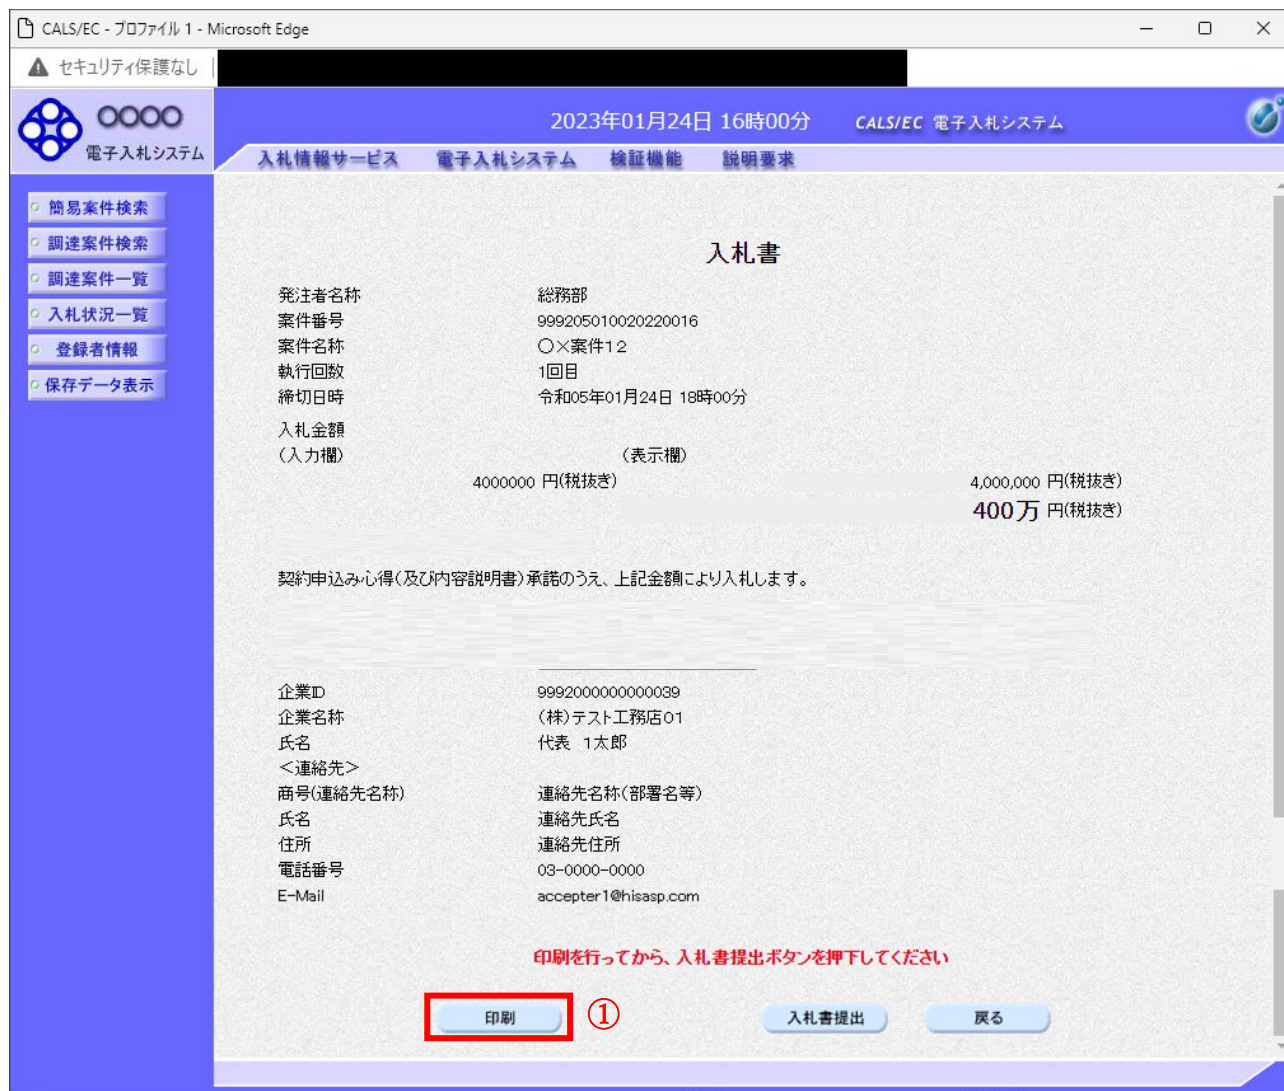 CALS/EC - プロファイル 1 - Microsoft Edge
セキュリティ保護なし
○○○○
電子入札システム
2023年01月24日 16時00分
CALS/EC 電子入札システム
入札情報サービス 電子入札システム 検証機能 説明要求
簡易案件検索
調達案件検索
調達案件一覧
入札状況一覧
登録者情報
保存データ表示
入札書
発注者名称 総務部
案件番号 999205010020220016
案件名称 ○×案件12
執行回数 1回目
締切日時 令和05年01月24日 18時00分
入札金額
(入力欄) (表示欄)
4000000 円(税抜き) 4,000,000 円(税抜き)
400万 円(税抜き)
契約申込み心得(及び内容説明書)承諾のうえ、上記金額により入札します。
企業ID 9992000000000039
企業名称 (株)テスト工務店01
氏名 代表 1太郎
<連絡先>
商号(連絡先名称) 連絡先名称(部署名等)
氏名 連絡先氏名
住所 連絡先住所
電話番号 03-0000-0000
E-Mail accepter1@hisasp.com
印刷を行ってから、入札書提出ボタンを押下してください
印刷 ① 入札書提出 戻る